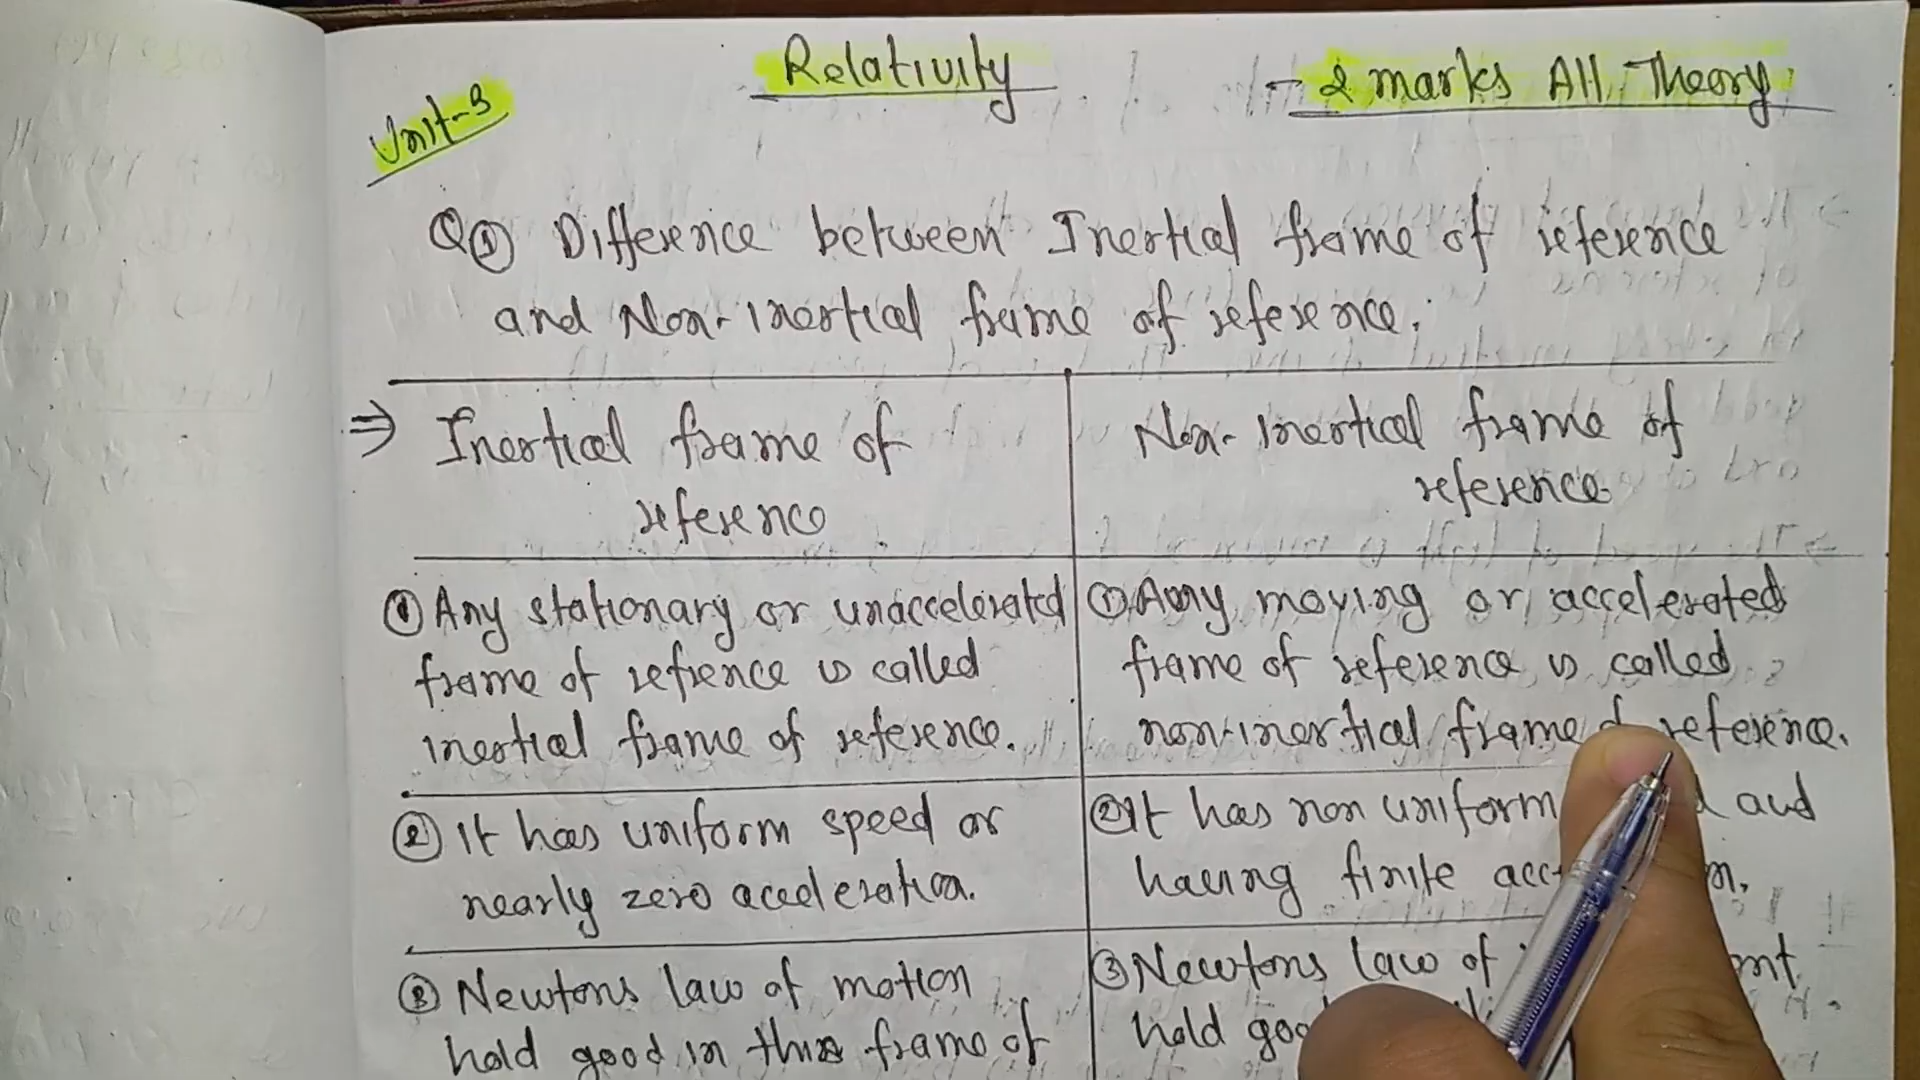 Relativity
- 2 marks All Theory
Unit-3
Q① Difference between Inertial frame of reference
and Non-inertial frame of reference.
⇒ Inertial frame of
reference
Non-inertial frame of
reference
① Any stationary or unaccelerated
frame of refrence is called
inertial frame of reference.
① Any moving or accelerated
frame of reference is called
non-inertial frame of reference.
② It has uniform speed or
nearly zero acceleration.
② It has non uniform and
having finite
③ Newtons law of motion
hold good in this frame of
③ Newtons law of
hold